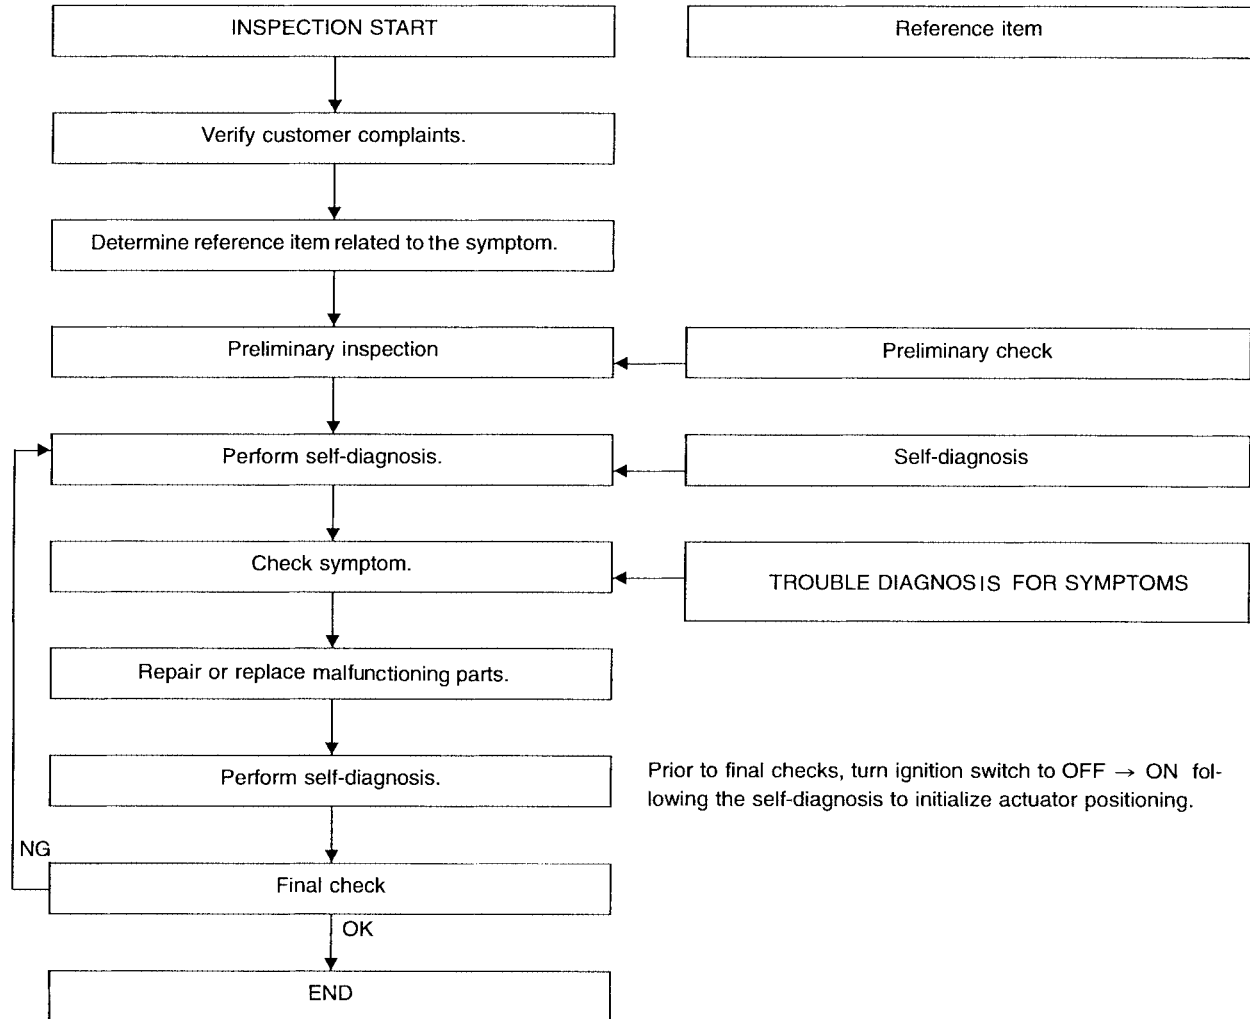 INSPECTION START
Reference item
Verify customer complaints.
Determine reference item related to the symptom.
Preliminary inspection
Preliminary check
Perform self-diagnosis.
Self-diagnosis
Check symptom.
TROUBLE DIAGNOSIS FOR SYMPTOMS
Repair or replace malfunctioning parts.
Perform self-diagnosis.
Prior to final checks, turn ignition switch to OFF → ON fol-
lowing the self-diagnosis to initialize actuator positioning.
NG
Final check
OK
END